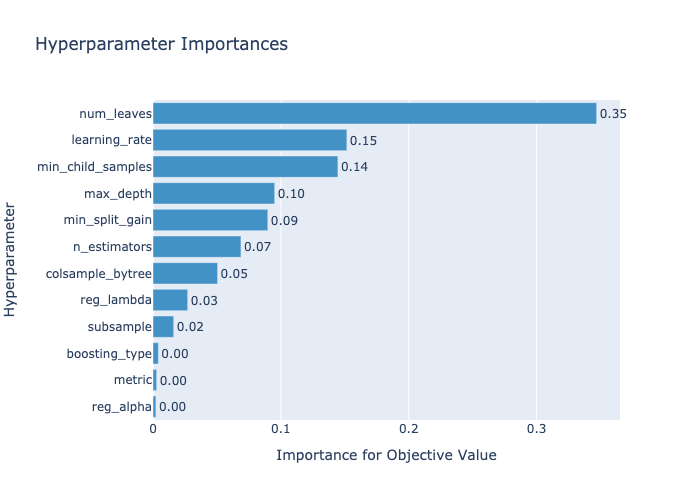 Hyperparameter Importances
Hyperparameter
num_leaves 0.35
learning_rate 0.15
min_child_samples 0.14
max_depth 0.10
min_split_gain 0.09
n_estimators 0.07
colsample_bytree 0.05
reg_lambda 0.03
subsample 0.02
boosting_type 0.00
metric 0.00
reg_alpha 0.00
0 0.1 0.2 0.3
Importance for Objective Value